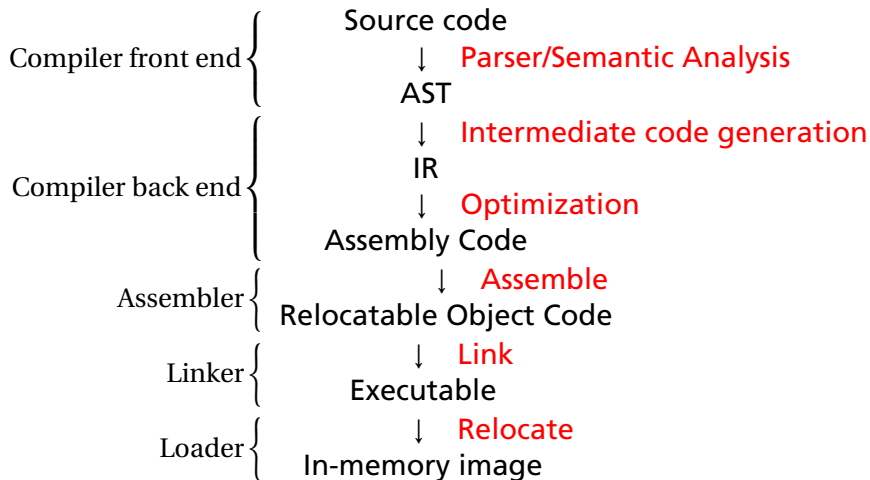 Source code
Compiler front end
↓ Parser/Semantic Analysis
AST
↓ Intermediate code generation
IR
Compiler back end
↓ Optimization
Assembly Code
↓ Assemble
Assembler
Relocatable Object Code
↓ Link
Linker
Executable
↓ Relocate
Loader
In-memory image